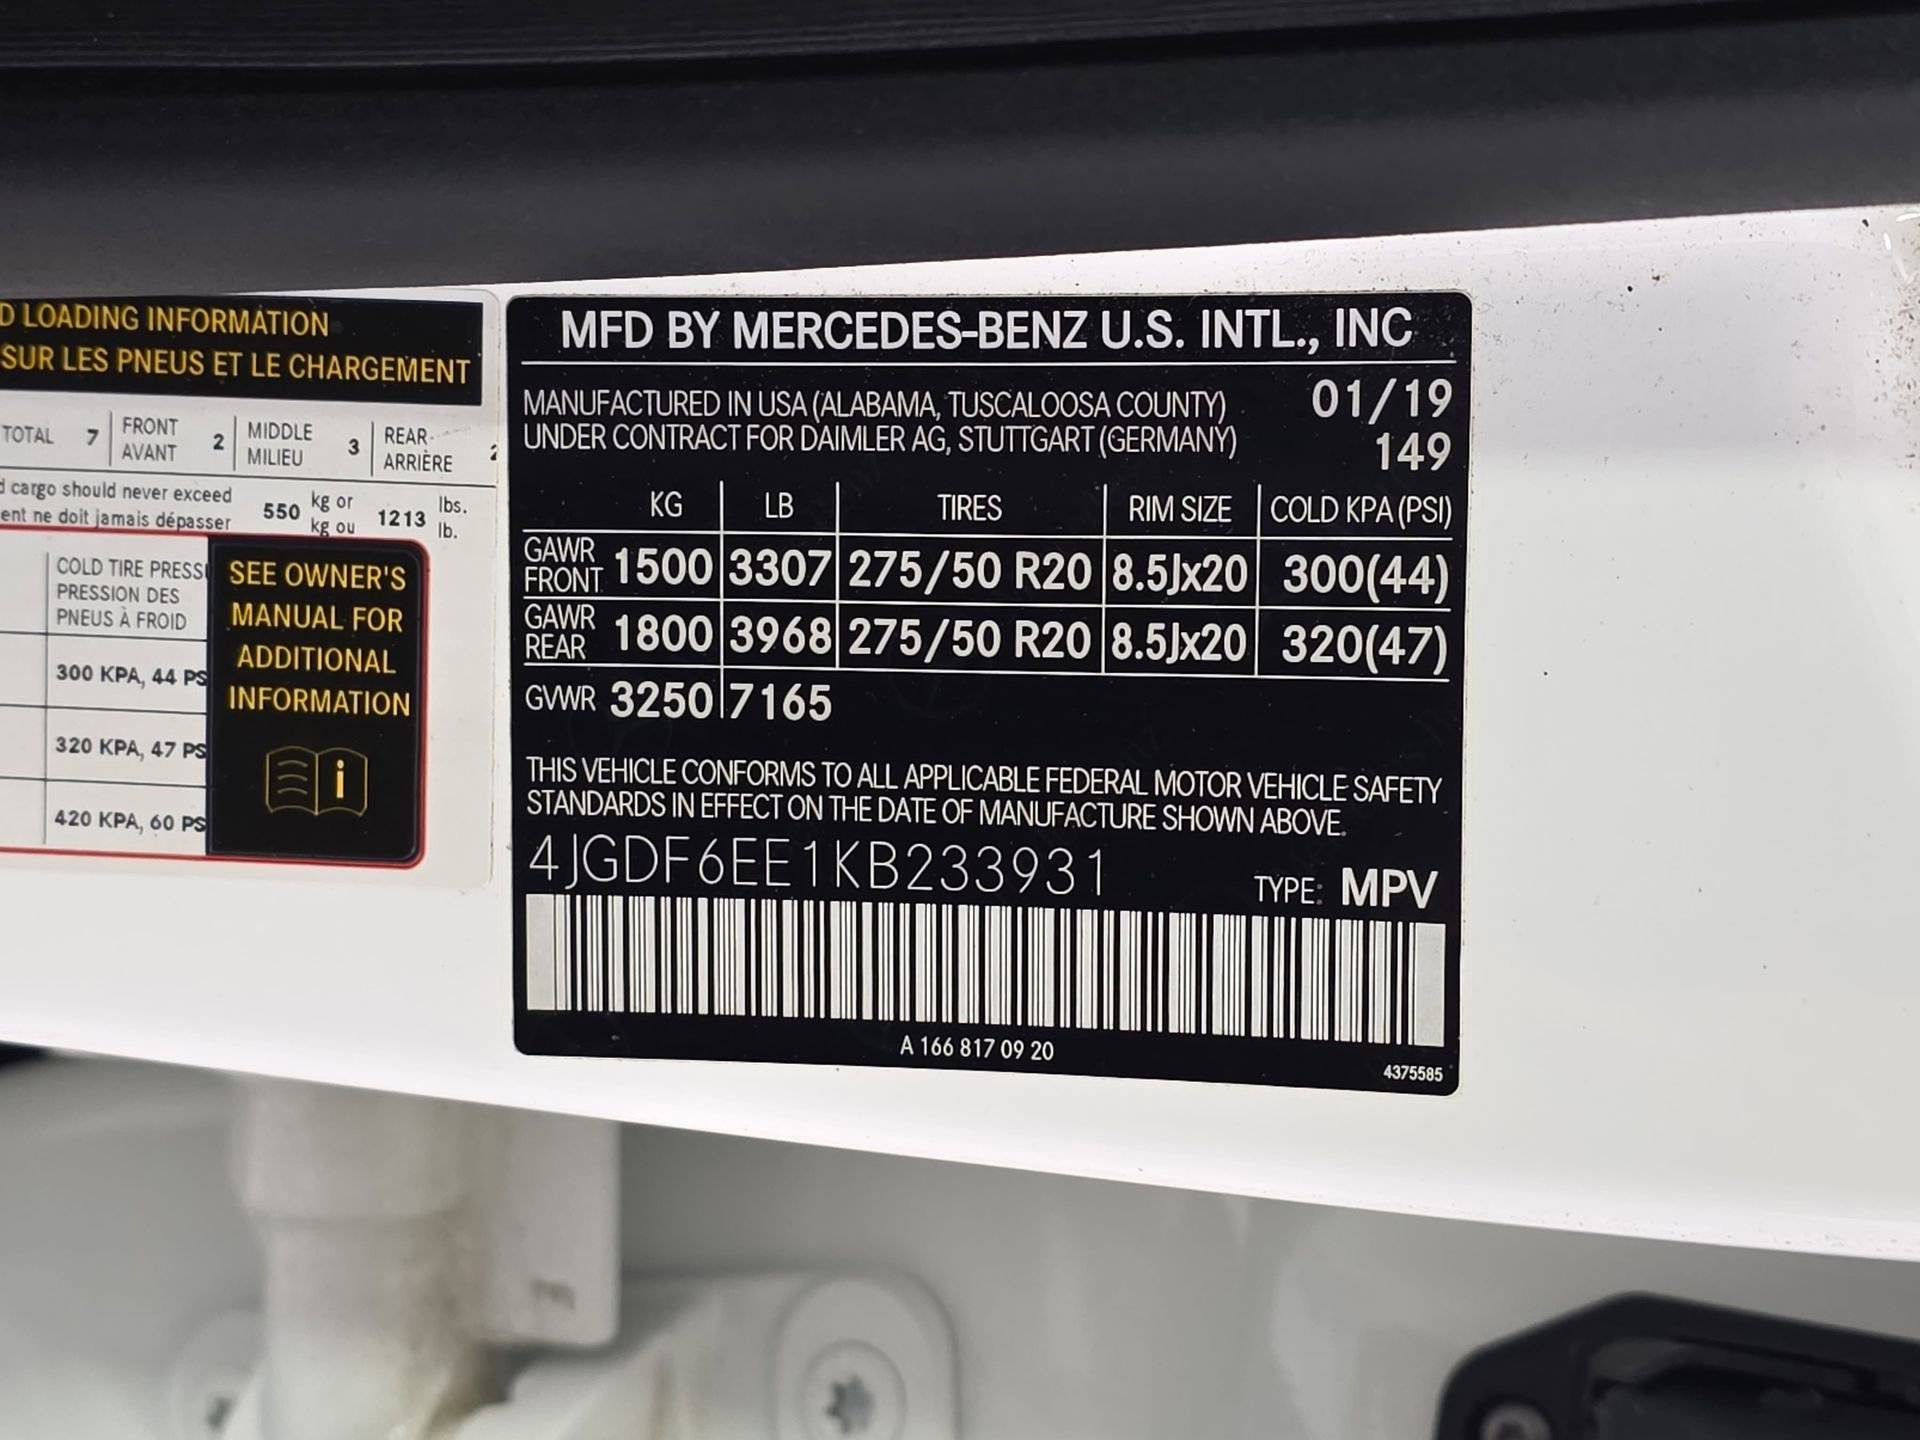 D LOADING INFORMATION
SUR LES PNEUS ET LE CHARGEMENT
TOTAL 7 FRONT AVANT 2 MIDDLE MILIEU 3 REAR ARRIÈRE
d cargo should never exceed 550 kg or 1213 lbs.
ent ne doit jamais dépasser kg ou lb.
COLD TIRE PRESS
PRESSION DES
PNEUS À FROID
300 KPA, 44 PS
320 KPA, 47 PS
420 KPA, 60 PS
SEE OWNER'S
MANUAL FOR
ADDITIONAL
INFORMATION
i
MFD BY MERCEDES-BENZ U.S. INTL., INC
MANUFACTURED IN USA (ALABAMA, TUSCALOOSA COUNTY) 01/19
UNDER CONTRACT FOR DAIMLER AG, STUTTGART (GERMANY) 149
KG LB TIRES RIM SIZE COLD KPA (PSI)
GAWR FRONT 1500 3307 275/50 R20 8.5Jx20 300(44)
GAWR REAR 1800 3968 275/50 R20 8.5Jx20 320(47)
GVWR 3250 7165
THIS VEHICLE CONFORMS TO ALL APPLICABLE FEDERAL MOTOR VEHICLE SAFETY
STANDARDS IN EFFECT ON THE DATE OF MANUFACTURE SHOWN ABOVE.
4JGDF6EE1KB233931 TYPE: MPV
A 166 817 09 20
4375585